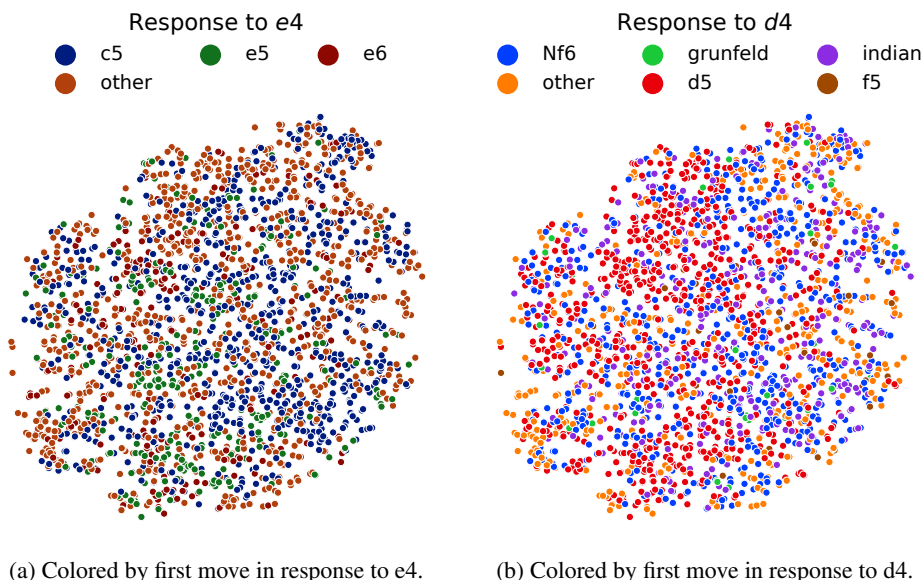 Response to e4
c5 e5 e6
other
Response to d4
Nf6 grunfeld indian
other d5 f5
(a) Colored by first move in response to e4.
(b) Colored by first move in response to d4.